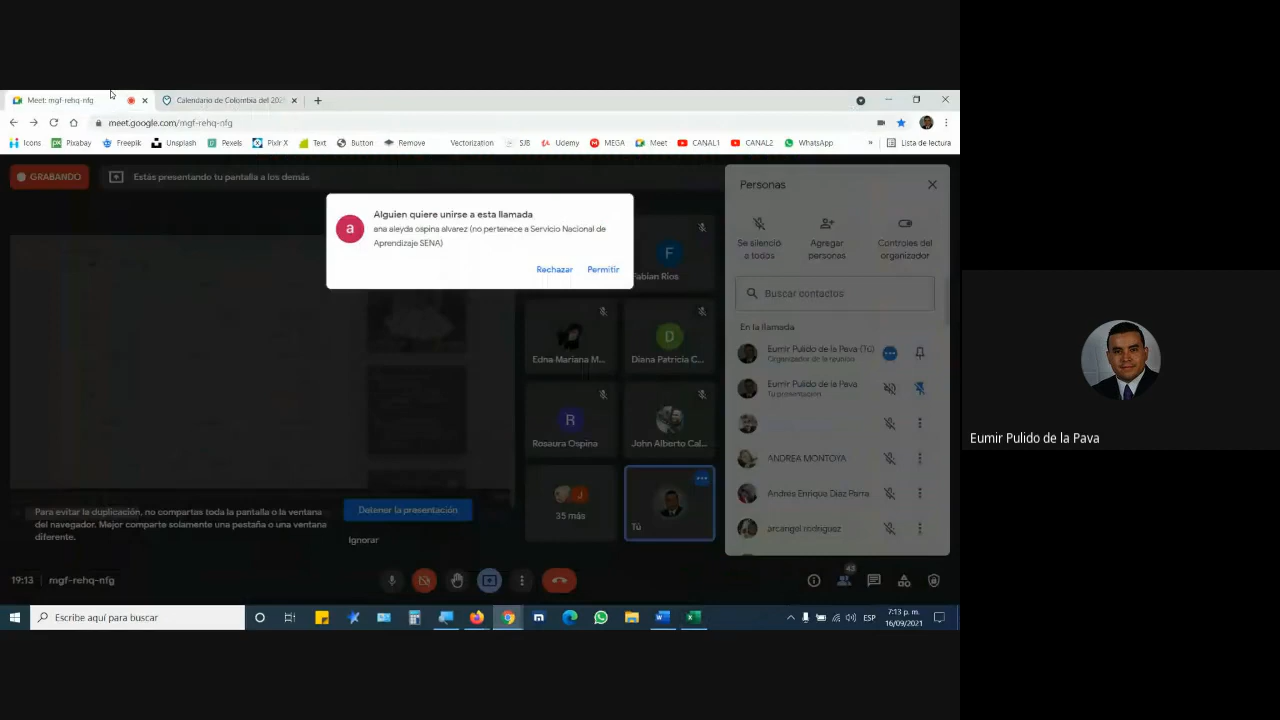 Meet: mgf-rehq-nfg
Calendario de Colombia del 202
meet.google.com/mgf-rehq-nfg
Icons
Pixabay
Freepik
Unsplash
Pexels
Pixlr X
Text
Button
Remove
Vectorization
SJB
Udemy
MEGA
Meet
CANAL1
CANAL2
WhatsApp
»
Lista de lectura
GRABANDO
Estás presentando tu pantalla a los demás
Alguien quiere unirse a esta llamada
a
ana aleyda ospina alvarez (no pertenece a Servicio Nacional de
Aprendizaje SENA)
Rechazar
Permitir
F
Fabian Rios
Edna Mariana M...
D
Diana Patricia C...
R
Rosaura Ospina
John Alberto Cal...
J
35 más
Tú
Para evitar la duplicación, no compartas toda la pantalla o la ventana
del navegador. Mejor comparte solamente una pestaña o una ventana
diferente.
Detener la presentación
Ignorar
Personas
Se silenció
a todos
Agregar
personas
Controles del
organizador
Buscar contactos
En la llamada
Eumir Pulido de la Pava (Tú)
Organizador de la reunión
Eumir Pulido de la Pava
Tu presentación
ANDREA MONTOYA
Andres Enrique Diaz Parra
arcangel rodriguez
19:13 | mgf-rehq-nfg
43
Escribe aquí para buscar
ESP
7:13 p. m.
16/09/2021
Eumir Pulido de la Pava